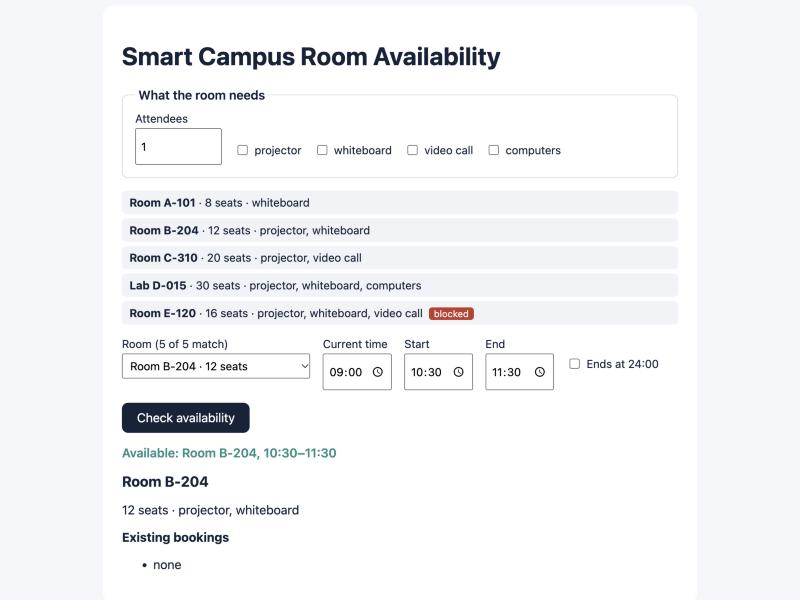 Smart Campus Room Availability
What the room needs
Attendees
1 projector whiteboard video call computers
Room A-101 · 8 seats · whiteboard
Room B-204 · 12 seats · projector, whiteboard
Room C-310 · 20 seats · projector, video call
Lab D-015 · 30 seats · projector, whiteboard, computers
Room E-120 · 16 seats · projector, whiteboard, video call blocked
Room (5 of 5 match) Current time Start End
Room B-204 · 12 seats 09:00 10:30 11:30 Ends at 24:00
Check availability
Available: Room B-204, 10:30–11:30
Room B-204
12 seats · projector, whiteboard
Existing bookings
• none